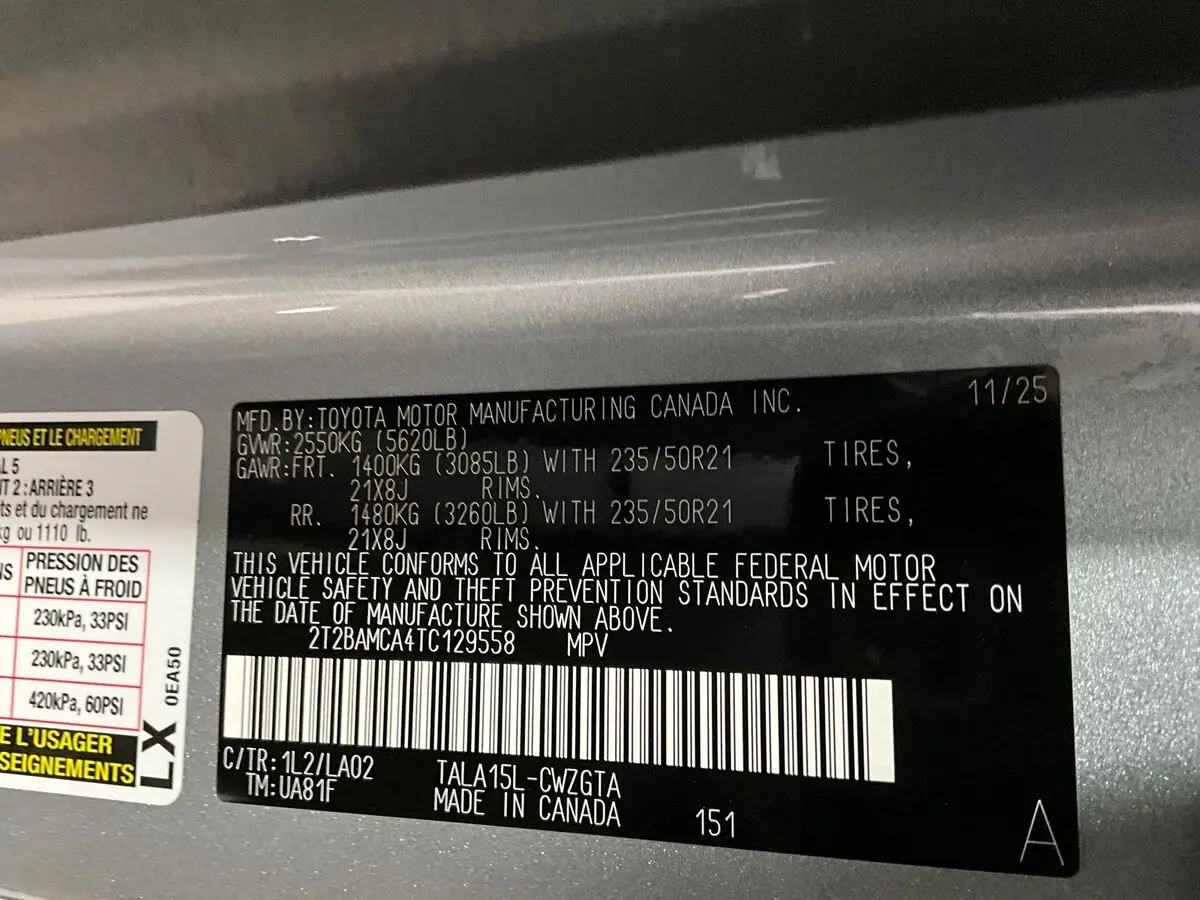 PNEUS ET LE CHARGEMENT
AL 5
NT 2 : ARRIÈRE 3
ts et du chargement ne
kg ou 1110 lb.
NS PRESSION DES
PNEUS À FROID
230kPa, 33PSI
230kPa, 33PSI
420kPa, 60PSI
E L'USAGER
SEIGNEMENTS
LX 0EA50
11/25
MFD.BY:TOYOTA MOTOR MANUFACTURING CANADA INC.
GVWR:2550KG (5620LB)
GAWR:FRT. 1400KG (3085LB) WITH 235/50R21 TIRES,
21X8J RIMS.
RR. 1480KG (3260LB) WITH 235/50R21 TIRES,
21X8J RIMS.
THIS VEHICLE CONFORMS TO ALL APPLICABLE FEDERAL MOTOR
VEHICLE SAFETY AND THEFT PREVENTION STANDARDS IN EFFECT ON
THE DATE OF MANUFACTURE SHOWN ABOVE.
2T2BAMCA4TC129558 MPV
C/TR:1L2/LA02 TALA15L-CWZGTA
TM:UA81F MADE IN CANADA 151
A